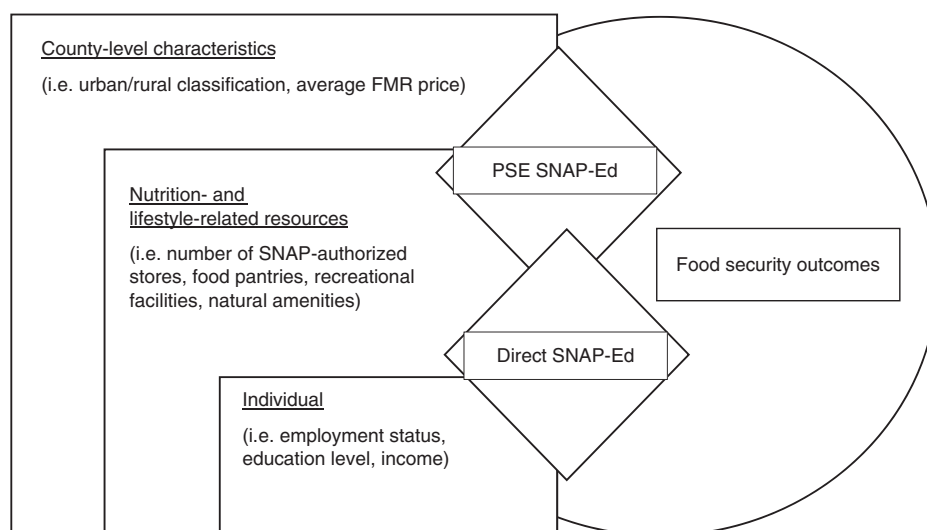 County-level characteristics
(i.e. urban/rural classification, average FMR price)
PSE SNAP-Ed
Nutrition- and
lifestyle-related resources
(i.e. number of SNAP-authorized
stores, food pantries, recreational
facilities, natural amenities)
Food security outcomes
Direct SNAP-Ed
Individual
(i.e. employment status,
education level, income)